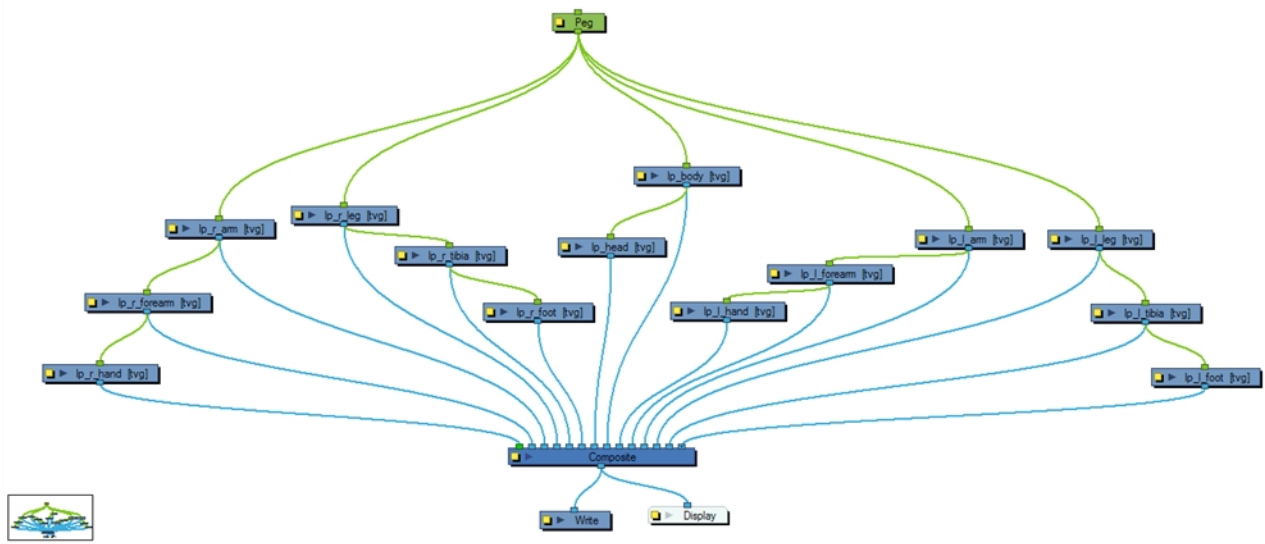 Peg
lp_body [tvg]
lp_r_leg [tvg]
lp_r_arm [tvg]
lp_l_arm [tvg]
lp_l_leg [tvg]
lp_head [tvg]
lp_r_tibia [tvg]
lp_l_forearm [tvg]
lp_r_forearm [tvg]
lp_r_foot [tvg]
lp_l_hand [tvg]
lp_l_tibia [tvg]
lp_r_hand [tvg]
lp_l_foot [tvg]
Composite
Write
Display